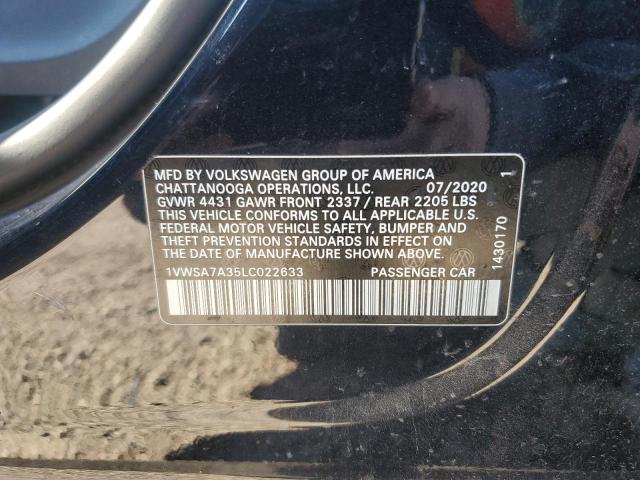 MFD BY VOLKSWAGEN GROUP OF AMERICA
CHATTANOOGA OPERATIONS, LLC. 07/2020
GVWR 4431 GAWR FRONT 2337 / REAR 2205 LBS
THIS VEHICLE CONFORMS TO ALL APPLICABLE U.S.
FEDERAL MOTOR VEHICLE SAFETY, BUMPER AND
THEFT PREVENTION STANDARDS IN EFFECT ON
THE DATE OF MANUFACTURE SHOWN ABOVE.
1VWSA7A35LC022633 PASSENGER CAR
1430170 1